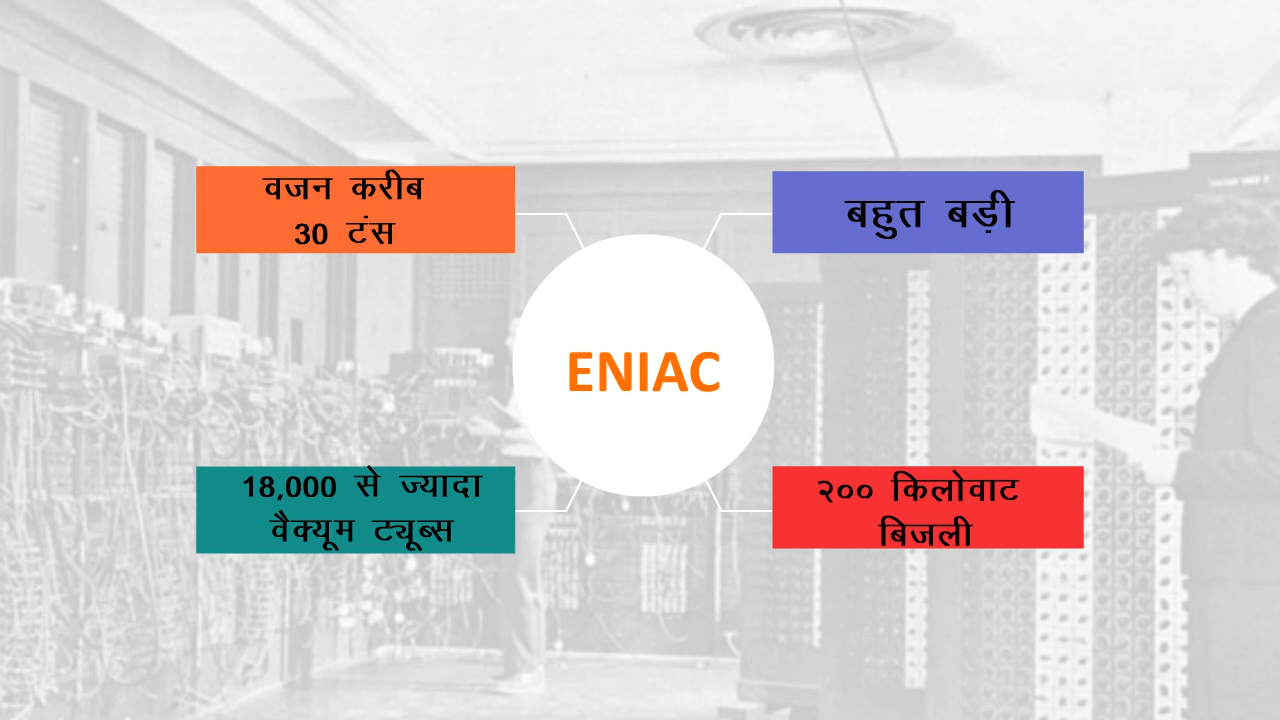 वजन करीब
30 टंस
बहुत बड़ी
ENIAC
18,000 से ज्यादा
वैक्यूम ट्यूब्स
२०० किलोवाट
बिजली